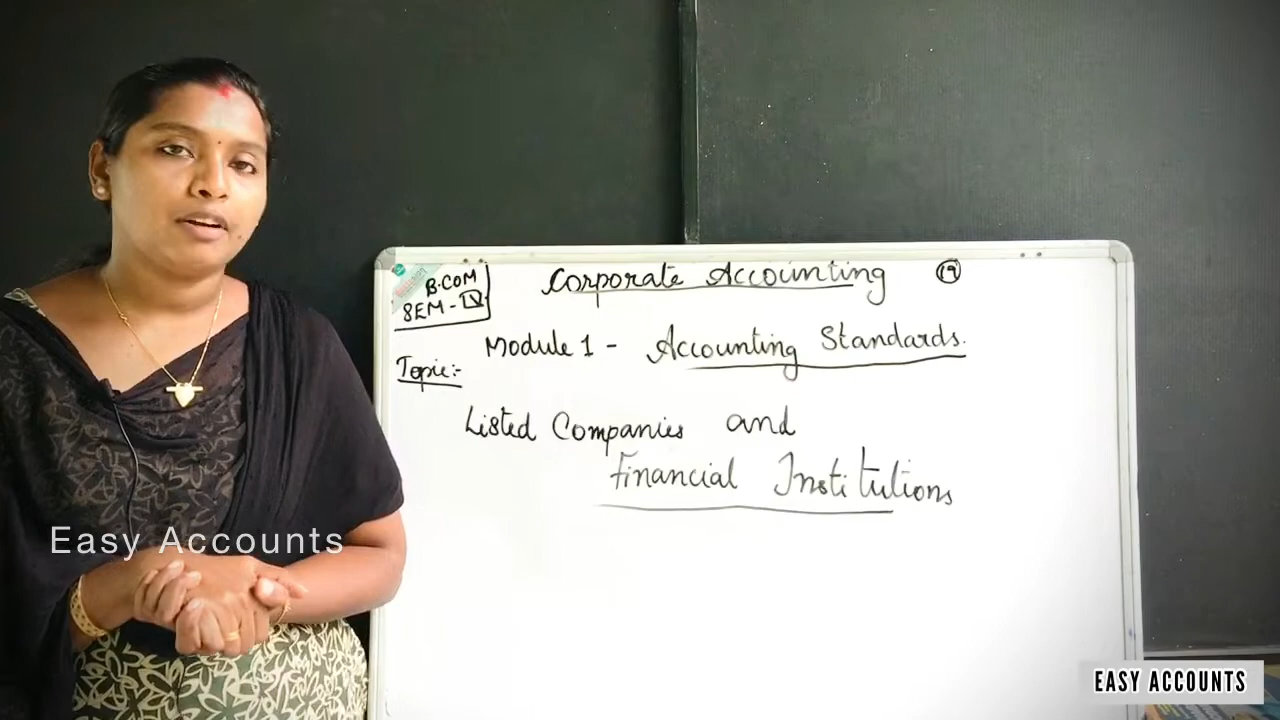 B.COM
SEM - IV
Corporate Accounting
19
Module 1 - Accounting Standards.
Topic:-
Listed Companies and
Financial Institutions
Easy Accounts
EASY ACCOUNTS